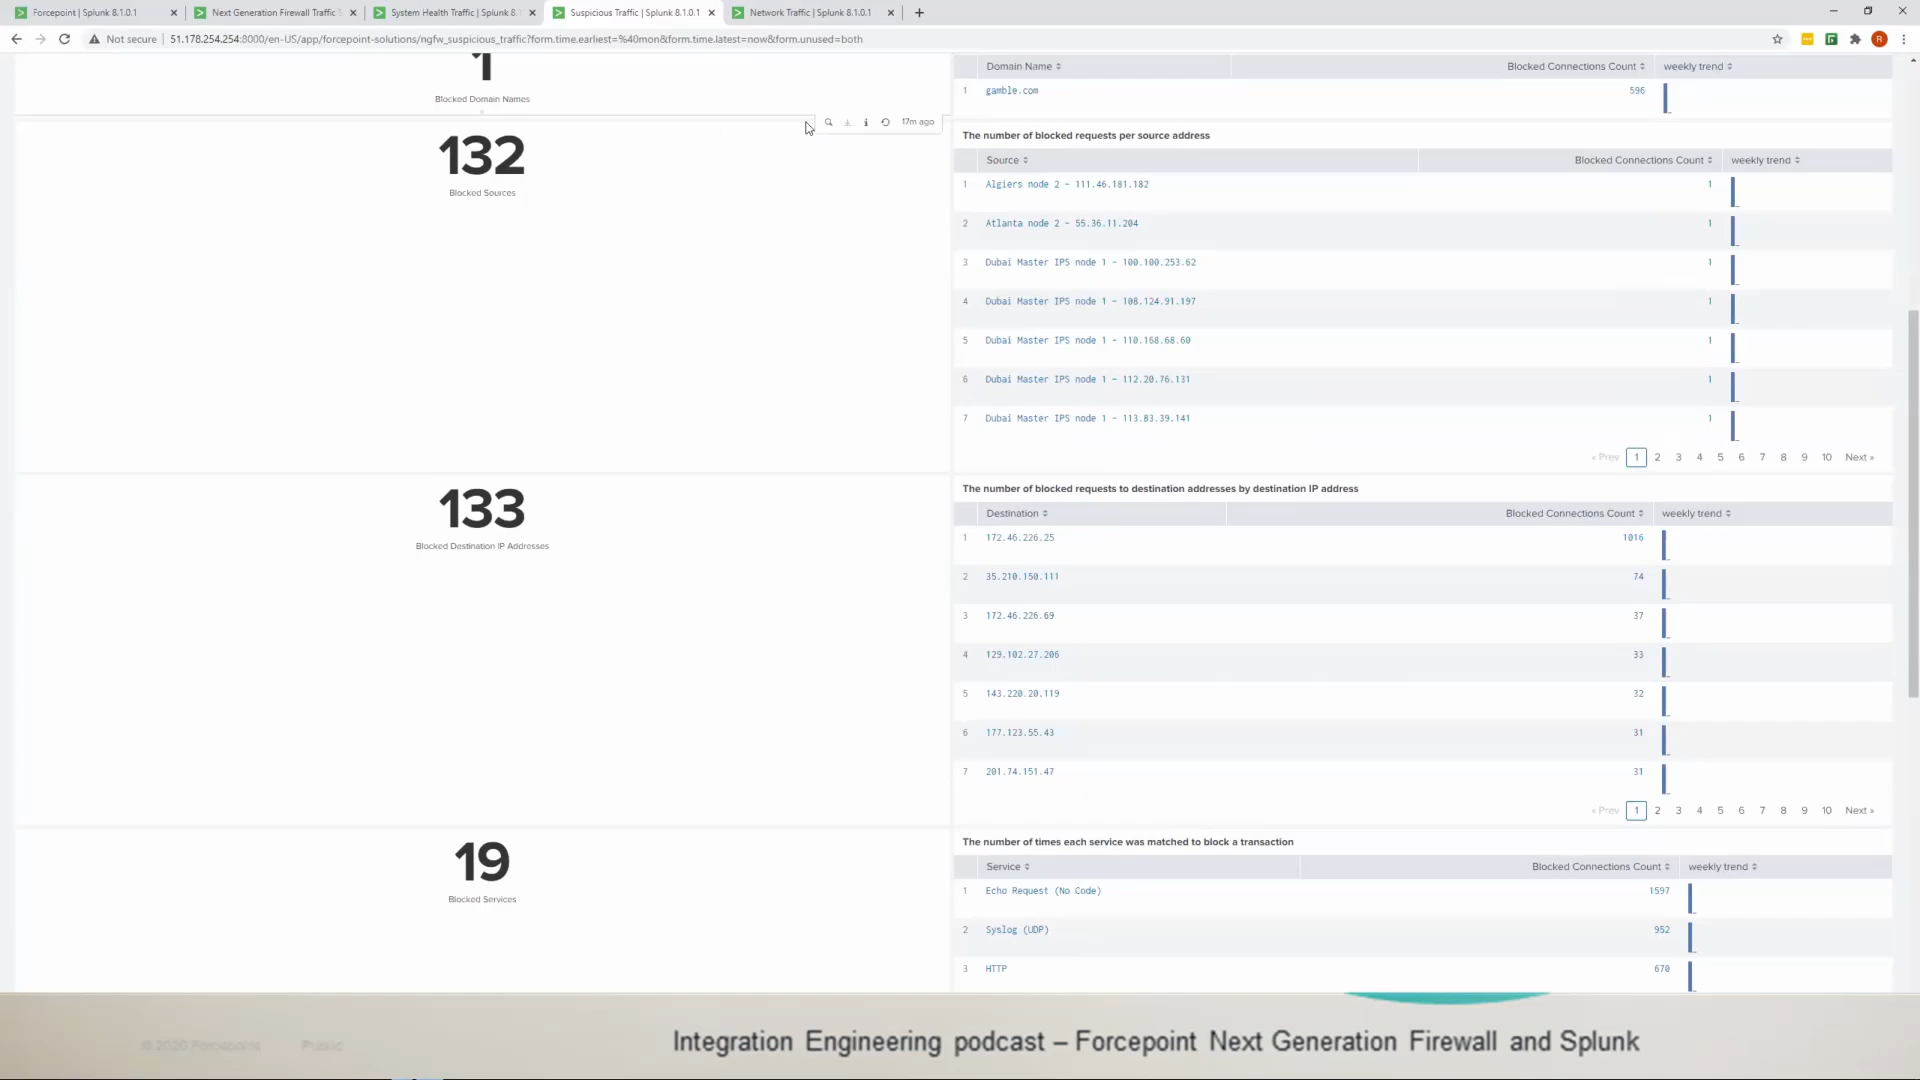 Forcepoint | Splunk 8.1.0.1
Next Generation Firewall Traffic
System Health Traffic | Splunk 8.
Suspicious Traffic | Splunk 8.1.0.1
Network Traffic | Splunk 8.1.0.1
Not secure | 51.178.254.254:8000/en-US/app/forcepoint-solutions/ngfw_suspicious_traffic?form.time.earliest=%40mon&form.time.latest=now&form.unused=both
R
1
Blocked Domain Names
Domain Name Blocked Connections Count weekly trend
1 gamble.com 596
17m ago
132
Blocked Sources
The number of blocked requests per source address
Source Blocked Connections Count weekly trend
1 Algiers node 2 - 111.46.181.182 1
2 Atlanta node 2 - 55.36.11.204 1
3 Dubai Master IPS node 1 - 100.100.253.62 1
4 Dubai Master IPS node 1 - 108.124.91.197 1
5 Dubai Master IPS node 1 - 110.168.68.60 1
6 Dubai Master IPS node 1 - 112.20.76.131 1
7 Dubai Master IPS node 1 - 113.83.39.141 1
« Prev 1 2 3 4 5 6 7 8 9 10 Next »
133
Blocked Destination IP Addresses
The number of blocked requests to destination addresses by destination IP address
Destination Blocked Connections Count weekly trend
1 172.46.226.25 1016
2 35.210.150.111 74
3 172.46.226.69 37
4 129.102.27.206 33
5 143.220.20.119 32
6 177.123.55.43 31
7 201.74.151.47 31
« Prev 1 2 3 4 5 6 7 8 9 10 Next »
19
Blocked Services
The number of times each service was matched to block a transaction
Service Blocked Connections Count weekly trend
1 Echo Request (No Code) 1597
2 Syslog (UDP) 952
3 HTTP 670
© 2020 Forcepoint Public
Integration Engineering podcast – Forcepoint Next Generation Firewall and Splunk